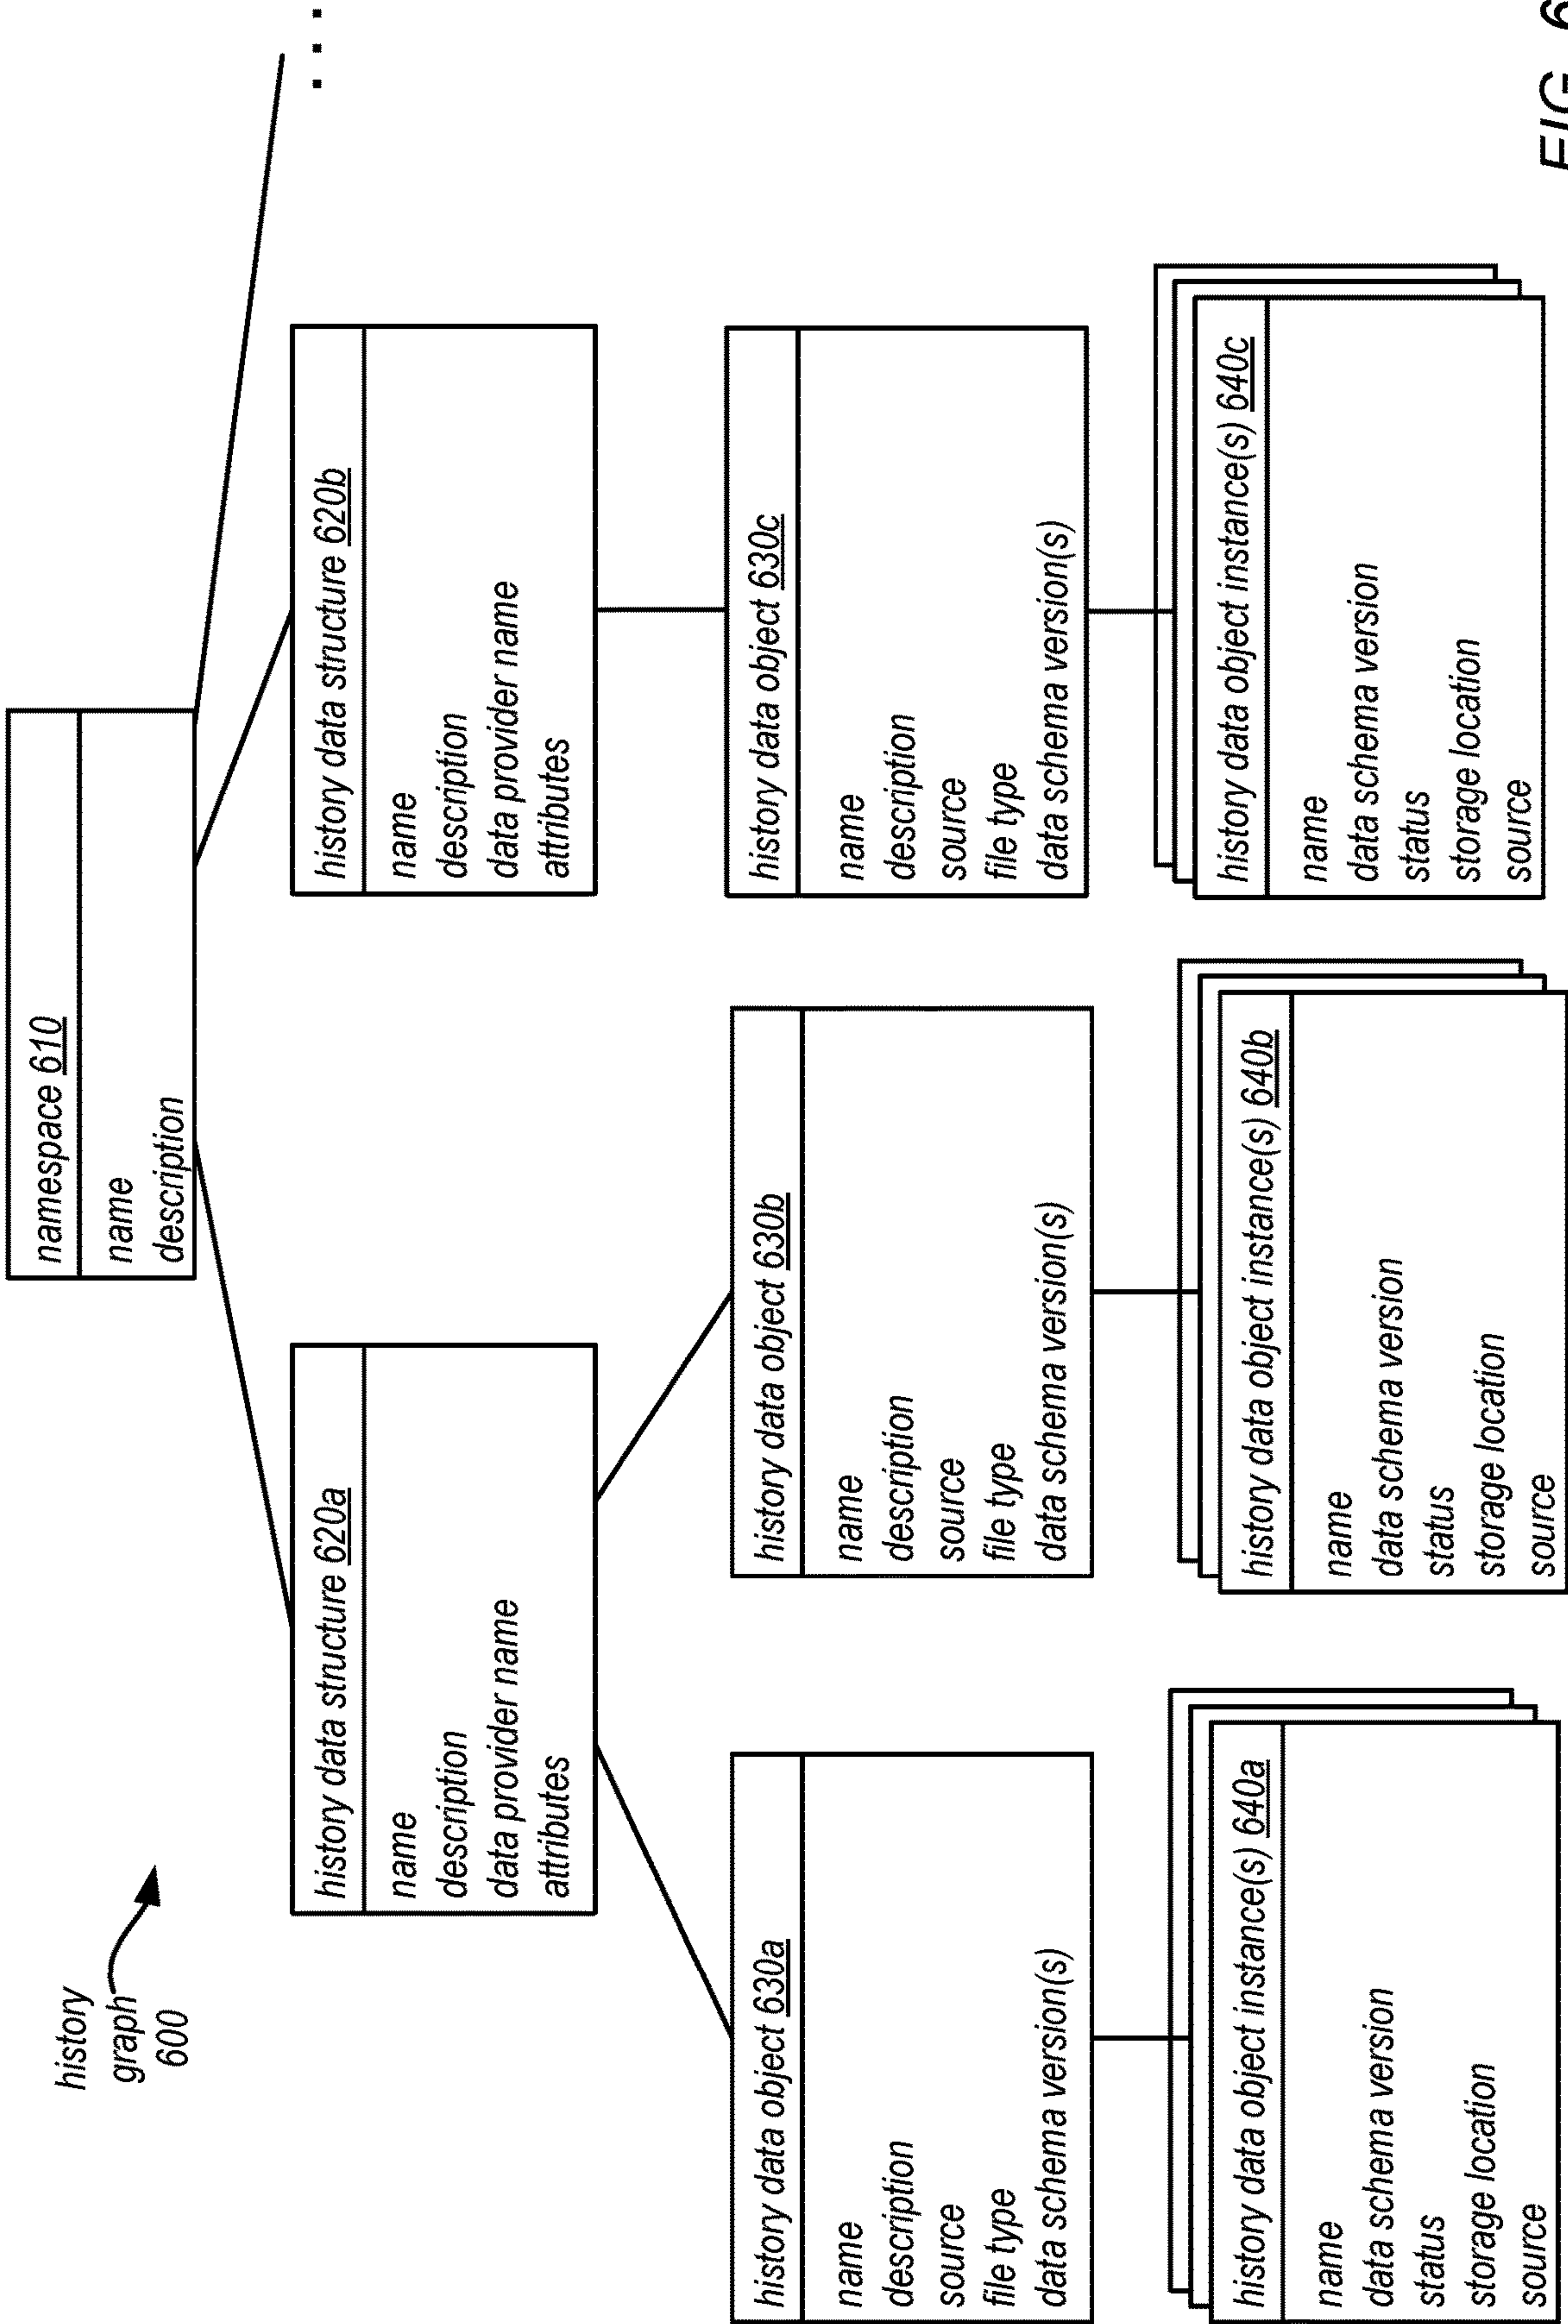 history
graph
600
namespace 610
name
description
. . .
history data structure 620a
name
description
data provider name
attributes
history data structure 620b
name
description
data provider name
attributes
history data object 630a
name
description
source
file type
data schema version(s)
history data object 630b
name
description
source
file type
data schema version(s)
history data object 630c
name
description
source
file type
data schema version(s)
history data object instance(s) 640a
name
data schema version
status
storage location
source
history data object instance(s) 640b
name
data schema version
status
storage location
source
history data object instance(s) 640c
name
data schema version
status
storage location
source
FIG. 6